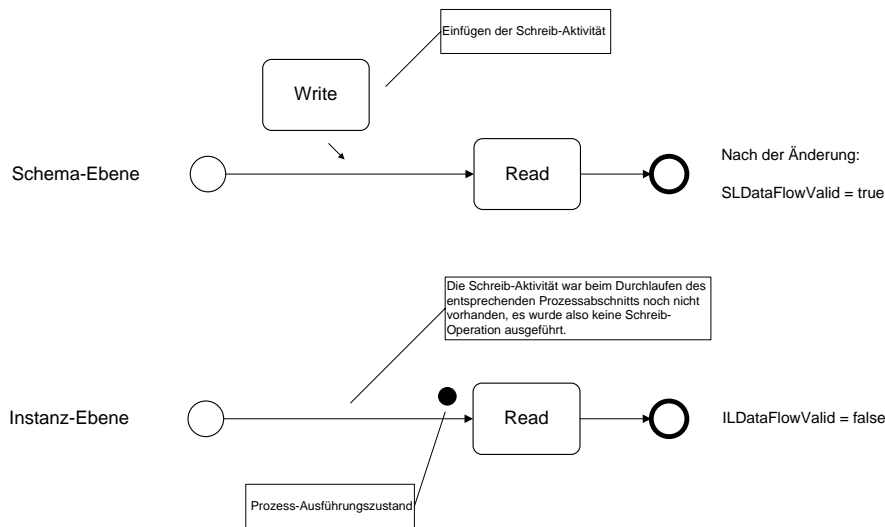 Einfügen der Schreib-Aktivität
Write
Schema-Ebene
Read
Nach der Änderung:
SLDataFlowValid = true
Die Schreib-Aktivität war beim Durchlaufen des
entsprechenden Prozessabschnitts noch nicht
vorhanden, es wurde also keine Schreib-
Operation ausgeführt.
Instanz-Ebene
Read
ILDataFlowValid = false
Prozess-Ausführungszustand